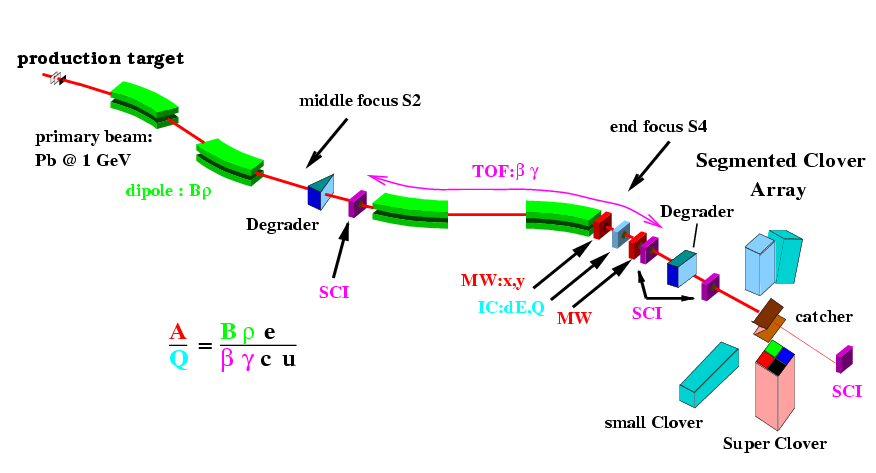 production target
primary beam:
Pb @ 1 GeV
dipole : Bρ
middle focus S2
Degrader
SCI
TOF:β γ
end focus S4
Segmented Clover
Array
Degrader
MW:x,y
IC:dE,Q
MW
SCI
catcher
SCI
small Clover
Super Clover
A
Q
=
B ρ e
β γ c u